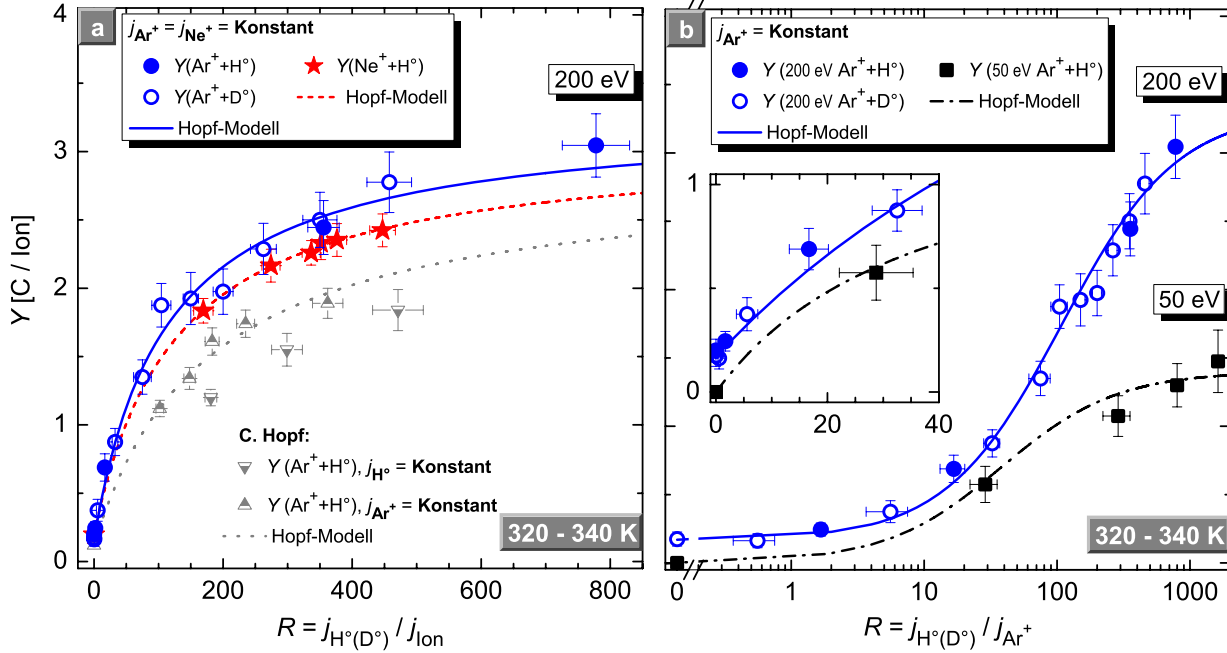 a
j_Ar⁺ = j_Ne⁺ = Konstant
Y(Ar⁺+H°)
Y(Ne⁺+H°)
Y(Ar⁺+D°)
Hopf-Modell
Hopf-Modell
200 eV
4
3
2
1
0
Y [C / Ion]
C. Hopf:
Y (Ar⁺+H°), j_H° = Konstant
Y (Ar⁺+H°), j_Ar⁺ = Konstant
Hopf-Modell
320 - 340 K
0
200
400
600
800
R = j_H°(D°) / j_Ion
b
j_Ar⁺ = Konstant
Y (200 eV Ar⁺+H°)
Y (50 eV Ar⁺+H°)
Y (200 eV Ar⁺+D°)
Hopf-Modell
Hopf-Modell
200 eV
1
0
0
20
40
50 eV
320 - 340 K
0
1
10
100
1000
R = j_H°(D°) / j_Ar⁺